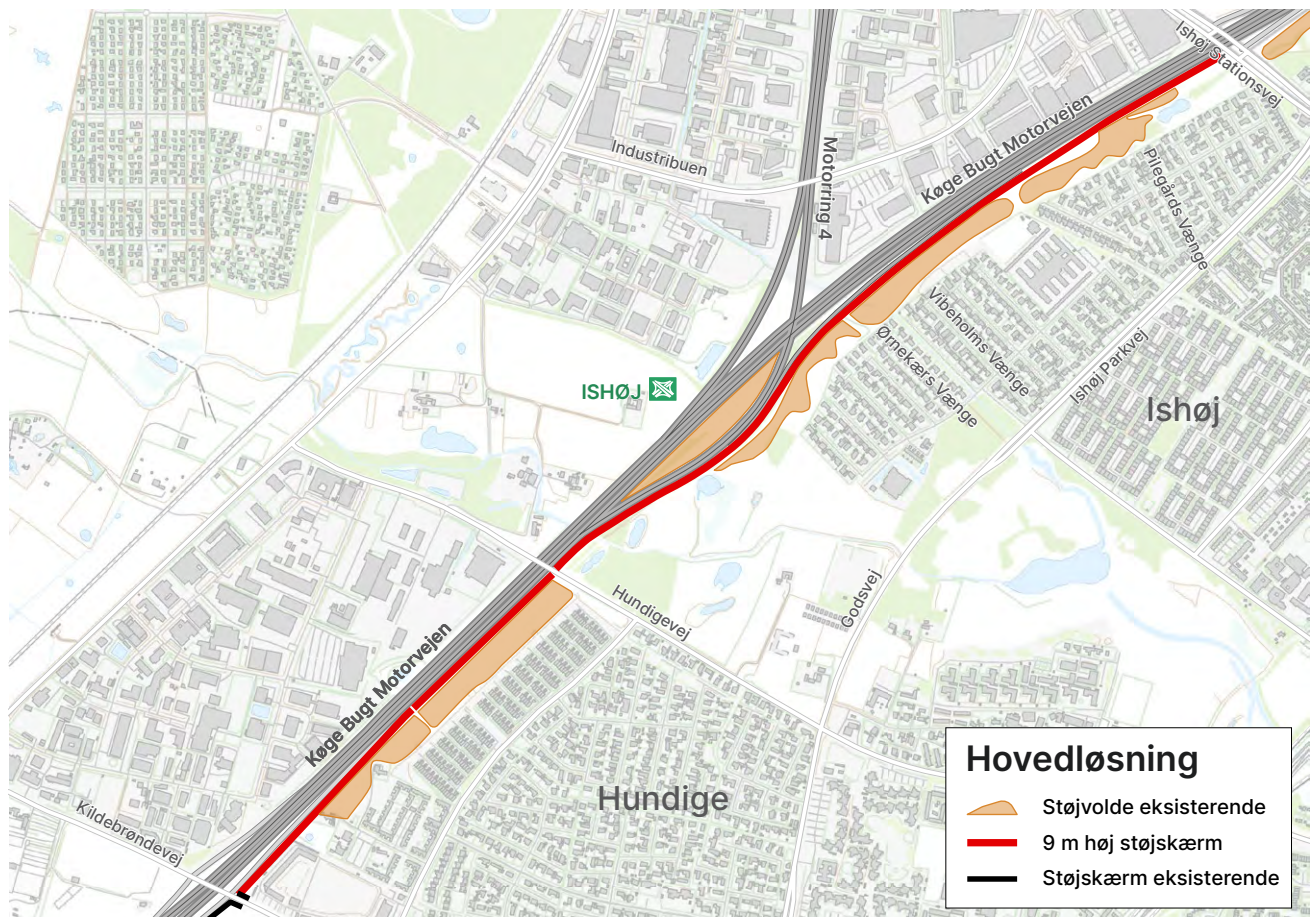 Ishøj Stationsvej
Køge Bugt Motorvejen
Motorring 4
Industribuen
Pilegårds Vænge
Vibeholms Vænge
Ørnekærs Vænge
Ishøj Parkvej
ISHØJ
Ishøj
Godsvej
Hundigevej
Køge Bugt Motorvejen
Hundige
Kildebrøndevej
Hovedløsning
Støjvolde eksisterende
9 m høj støjskærm
Støjskærm eksisterende